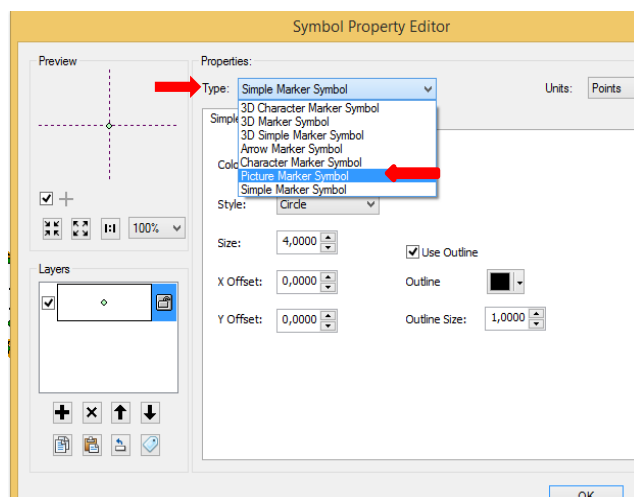 Symbol Property Editor
Preview
Properties:
Type: Simple Marker Symbol
Units: Points
3D Character Marker Symbol
3D Marker Symbol
3D Simple Marker Symbol
Arrow Marker Symbol
Character Marker Symbol
Picture Marker Symbol
Simple Marker Symbol
Style: Circle
1:1 100%
Size: 4,0000
Use Outline
Layers
X Offset: 0,0000
Outline
Y Offset: 0,0000
Outline Size: 1,0000
OK